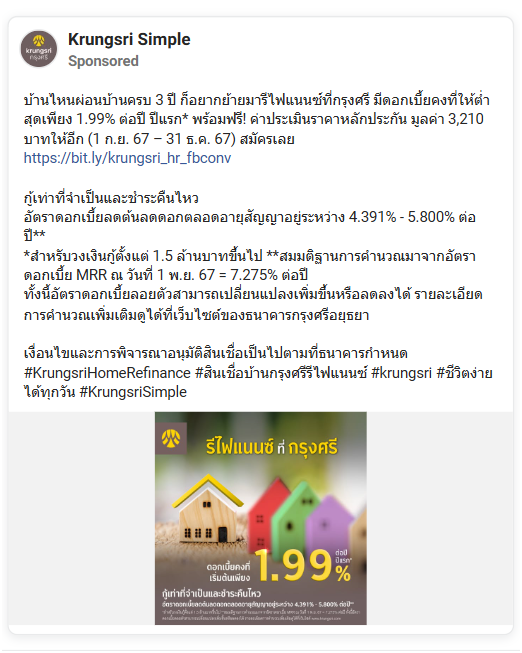 Krungsri Simple
Sponsored
krungsri
กรุงศรี
บ้านไหนผ่อนบ้านครบ 3 ปี ก็อยากย้ายมารีไฟแนนซ์ที่กรุงศรี มีดอกเบี้ยคงที่ให้ต่ำ
สุดเพียง 1.99% ต่อปี ปีแรก* พร้อมฟรี! ค่าประเมินราคาหลักประกัน มูลค่า 3,210
บาทให้อีก (1 ก.ย. 67 – 31 ธ.ค. 67) สมัครเลย
https://bit.ly/krungsri_hr_fbconv
กู้เท่าที่จำเป็นและชำระคืนไหว
อัตราดอกเบี้ยลดต้นลดดอกตลอดอายุสัญญาอยู่ระหว่าง 4.391% - 5.800% ต่อ
ปี**
*สำหรับวงเงินกู้ตั้งแต่ 1.5 ล้านบาทขึ้นไป **สมมติฐานการคำนวณมาจากอัตรา
ดอกเบี้ย MRR ณ วันที่ 1 พ.ย. 67 = 7.275% ต่อปี
ทั้งนี้อัตราดอกเบี้ยลอยตัวสามารถเปลี่ยนแปลงเพิ่มขึ้นหรือลดลงได้ รายละเอียด
การคำนวณเพิ่มเติมดูได้ที่เว็บไซต์ของธนาคารกรุงศรีอยุธยา
เงื่อนไขและการพิจารณาอนุมัติสินเชื่อเป็นไปตามที่ธนาคารกำหนด
#KrungsriHomeRefinance #สินเชื่อบ้านกรุงศรีรีไฟแนนซ์ #krungsri #ชีวิตง่าย
ได้ทุกวัน #KrungsriSimple
รีไฟแนนซ์ ที่ กรุงศรี
ดอกเบี้ยคงที่
เริ่มต้นเพียง 1.99% ต่อปี ปีแรก*
กู้เท่าที่จำเป็นและชำระคืนไหว
อัตราดอกเบี้ยลดต้นลดดอกตลอดอายุสัญญาอยู่ระหว่าง 4.391% - 5.800% ต่อปี**